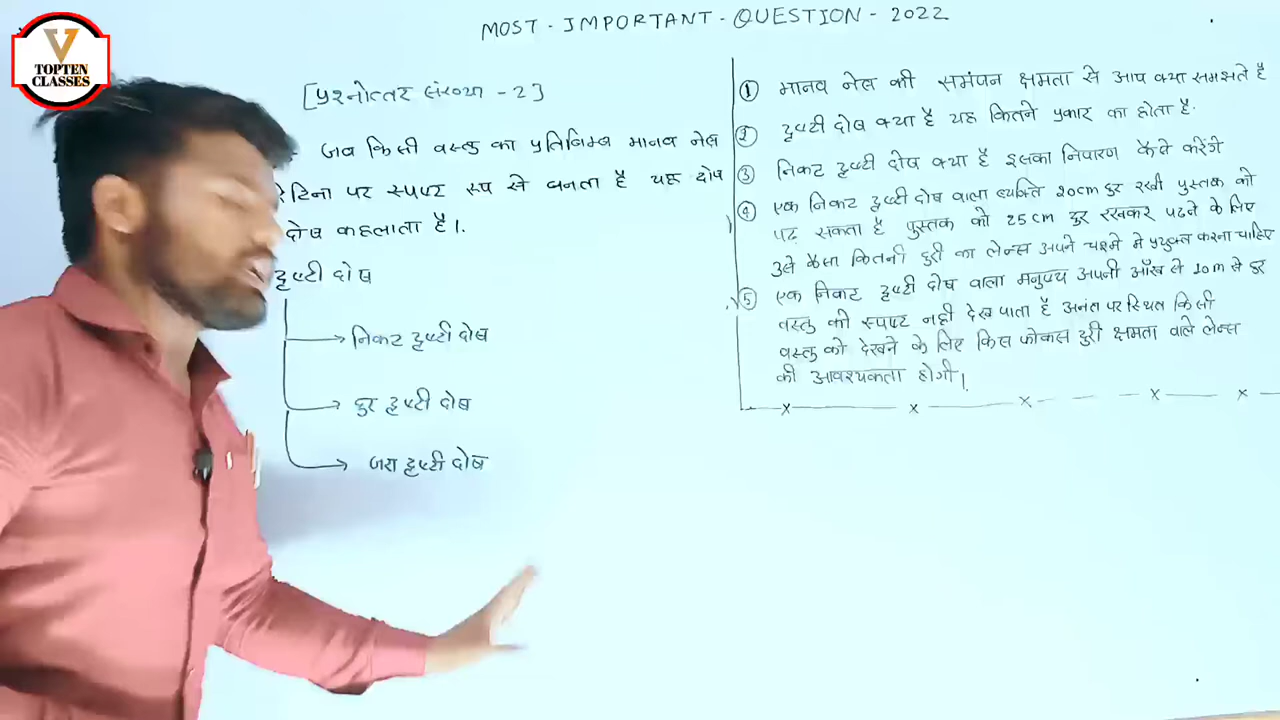 V
TOPTEN
CLASSES
MOST - IMPORTANT - QUESTION - 2022
[प्रश्नोत्तर संख्या - 2]
जब किसी वस्तु का प्रतिबिम्ब मानव नेत्र
रेटिना पर स्पष्ट रूप से बनता है यह दोष
दोष कहलाता है।
दृष्टी दोष
निकट दृष्टी दोष
दुर दृष्टी दोष
जरा दृष्टी दोष
① मानव नेत्र की समंजन क्षमता से आप क्या समझते है
② दृष्टी दोष क्या है यह कितने प्रकार का होता है.
③ निकट दृष्टी दोष क्या है इसका निवारण कैसे करेंगे
④ एक निकट दृष्टी दोष वाला व्यक्ति 20cm दुर रखी पुस्तक को
पढ़ सकता है पुस्तक को 25cm दुर रखकर पढने के लिए
उसे कैसा कितनी दुरी का लेन्स अपने चश्मे मे प्रयुक्त करना चाहिए
⑤ एक निकट दृष्टी दोष वाला मनुष्य अपनी आँख से 10m से दुर
वस्तु को स्पष्ट नही देख पाता है अनंत पर स्थित किसी
वस्तु को देखने के लिए किस फोकस दुरी क्षमता वाले लेन्स
की आवश्यकता होगी।